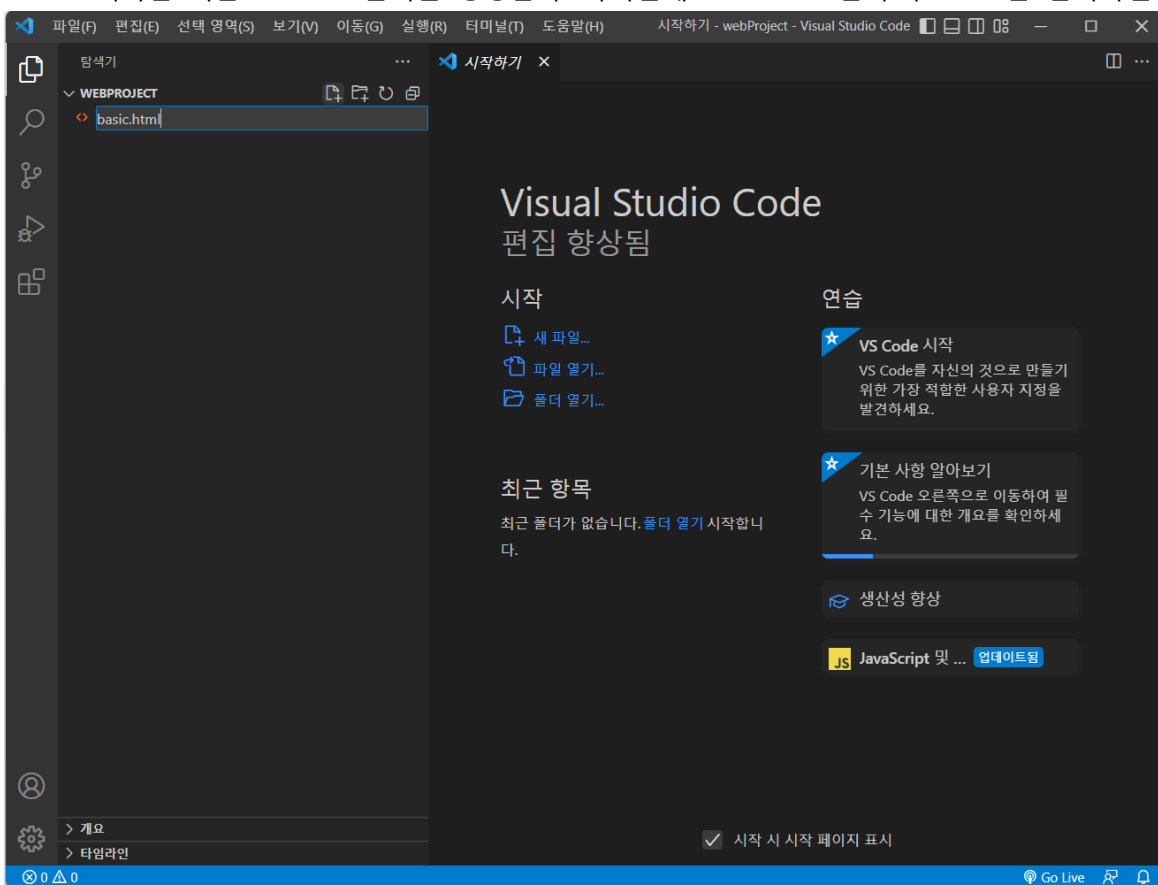 파일(F) 편집(E) 선택 영역(S) 보기(V) 이동(G) 실행(R) 터미널(T) 도움말(H) 시작하기 - webProject - Visual Studio Code
탐색기
시작하기
WEBPROJECT
basic.html
Visual Studio Code
편집 향상됨
시작
새 파일...
파일 열기...
폴더 열기...
최근 항목
최근 폴더가 없습니다. 폴더 열기 시작합니
다.
연습
VS Code 시작
VS Code를 자신의 것으로 만들기
위한 가장 적합한 사용자 지정을
발견하세요.
기본 사항 알아보기
VS Code 오른쪽으로 이동하여 필
수 기능에 대한 개요를 확인하세
요.
생산성 향상
JS JavaScript 및 ... 업데이트됨
시작 시 시작 페이지 표시
개요
타임라인
0 0 Go Live